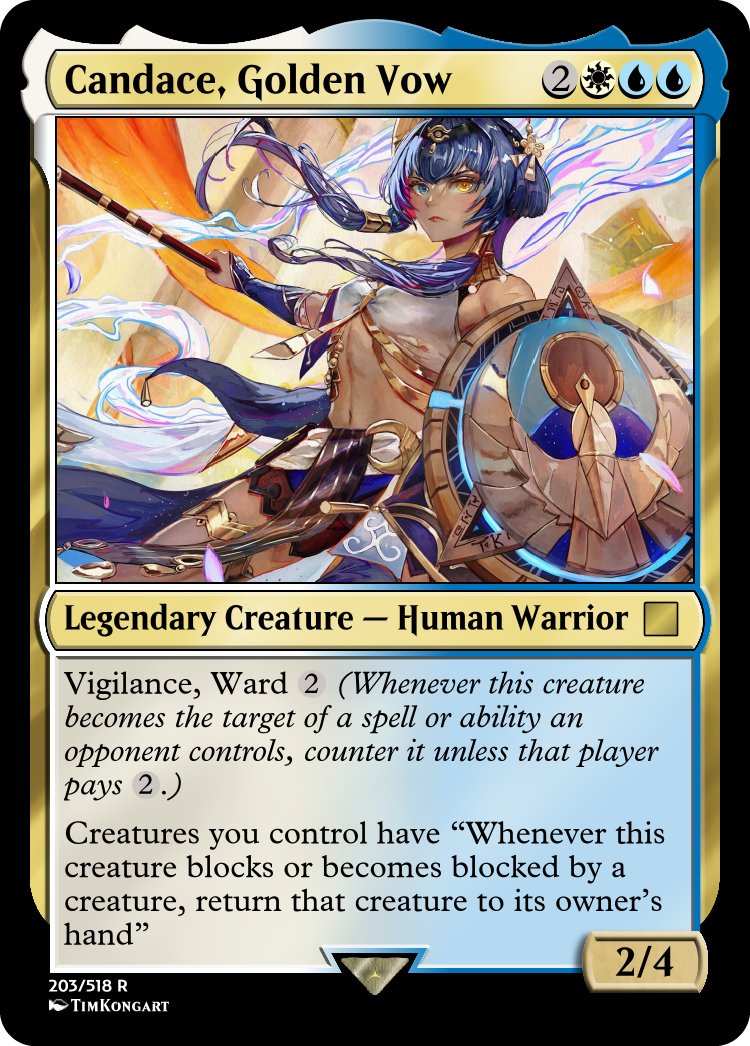 Candace, Golden Vow 2
Legendary Creature — Human Warrior
Vigilance, Ward 2 (Whenever this creature
becomes the target of a spell or ability an
opponent controls, counter it unless that player
pays 2.)
Creatures you control have “Whenever this
creature blocks or becomes blocked by a
creature, return that creature to its owner’s
hand”
2/4
203/518 R
TimKongart